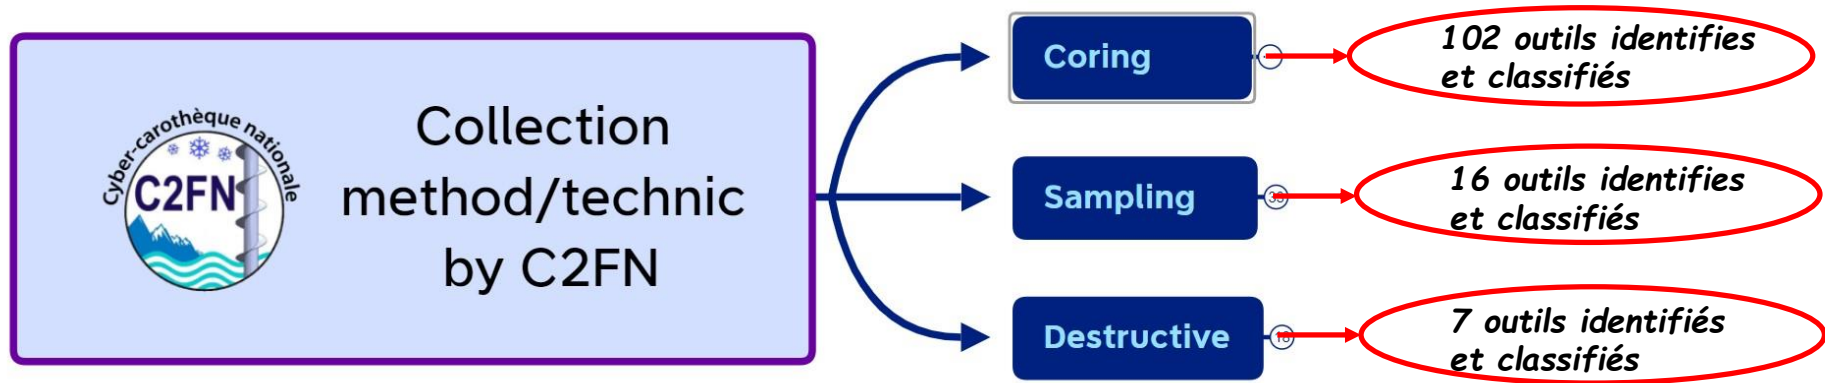 Cyber-carothèque nationale
C2FN
Collection
method/technic
by C2FN
Coring
102 outils identifies
et classifiés
Sampling
16 outils identifiés
et classifiés
Destructive
7 outils identifiés
et classifiés